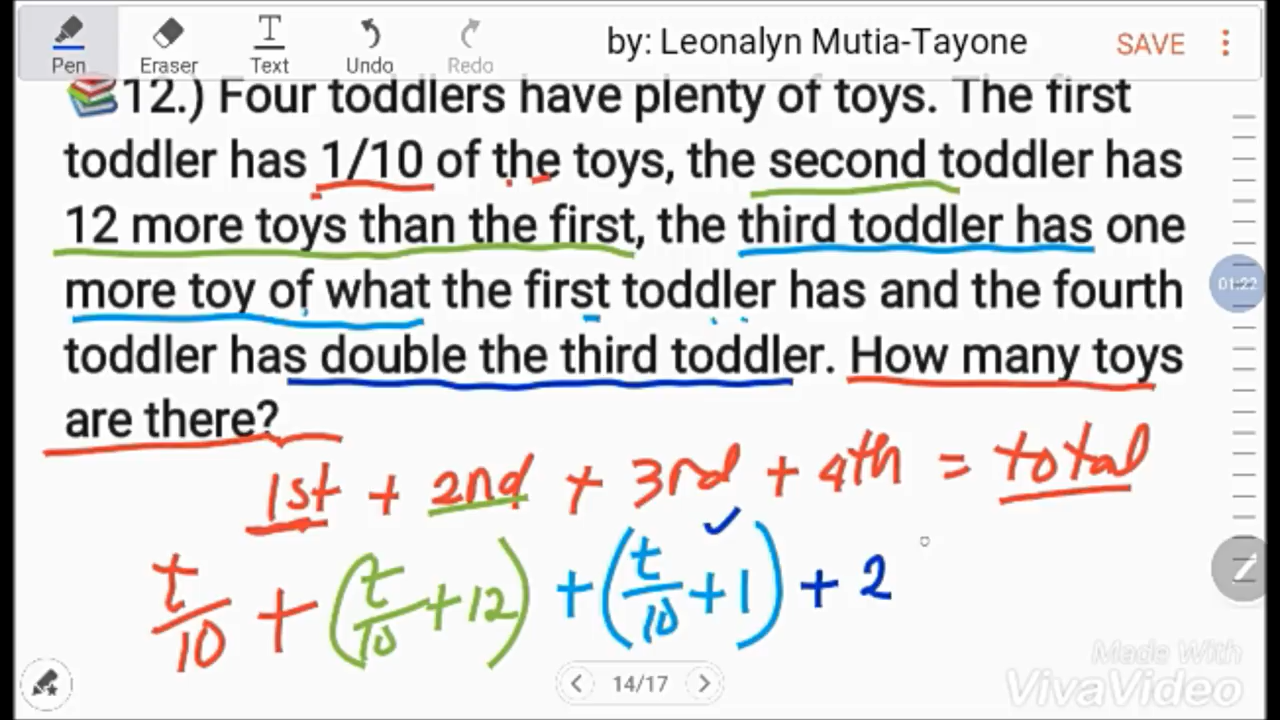 Pen Eraser Text Undo Redo by: Leonalyn Mutia-Tayone SAVE
12.) Four toddlers have plenty of toys. The first
toddler has 1/10 of the toys, the second toddler has
12 more toys than the first, the third toddler has one
more toy of what the first toddler has and the fourth
toddler has double the third toddler. How many toys
are there?
01:22
1st + 2nd + 3rd + 4th = total
t/10 + (t/10 + 12) + (t/10 + 1) + 2
14/17
Made With
VivaVideo